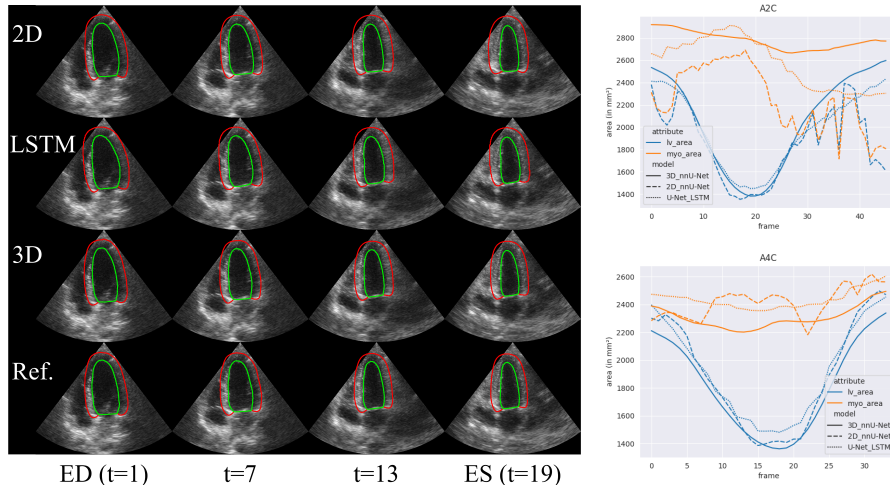 2D
LSTM
3D
Ref.
ED (t=1) t=7 t=13 ES (t=19)
A2C
area (in mm²)
2800
2600
2400
2200
2000
1800
1600
1400
attribute
lv_area
myo_area
model
3D_nnU-Net
2D_nnU-Net
U-Net_LSTM
0 10 20 30 40
frame
A4C
area (in mm²)
2600
2400
2200
2000
1800
1600
1400
attribute
lv_area
myo_area
model
3D_nnU-Net
2D_nnU-Net
U-Net_LSTM
0 5 10 15 20 25 30
frame